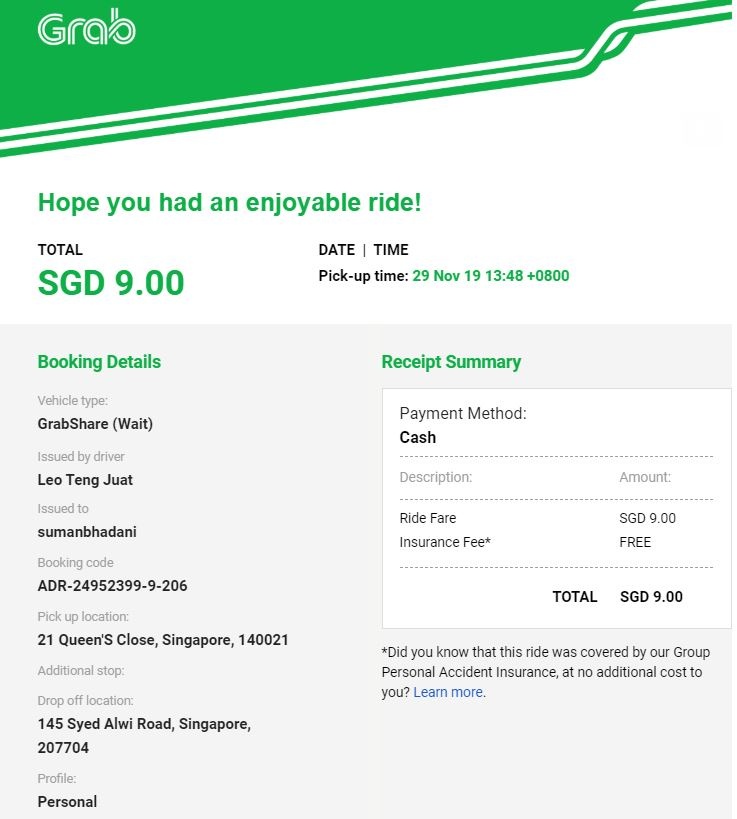 Grab
Hope you had an enjoyable ride!
TOTAL
SGD 9.00
DATE | TIME
Pick-up time: 29 Nov 19 13:48 +0800
Booking Details
Vehicle type:
GrabShare (Wait)
Issued by driver
Leo Teng Juat
Issued to
sumanbhadani
Booking code
ADR-24952399-9-206
Pick up location:
21 Queen'S Close, Singapore, 140021
Additional stop:
Drop off location:
145 Syed Alwi Road, Singapore,
207704
Profile:
Personal
Receipt Summary
Payment Method:
Cash
Description: Amount:
Ride Fare SGD 9.00
Insurance Fee* FREE
TOTAL SGD 9.00
*Did you know that this ride was covered by our Group
Personal Accident Insurance, at no additional cost to
you? Learn more.